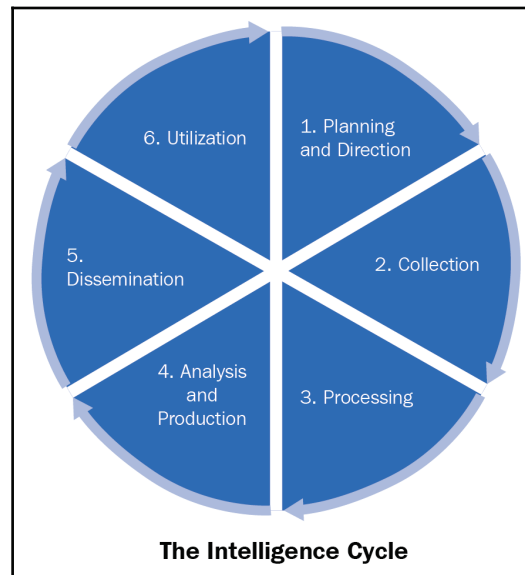 1. Planning
and Direction
2. Collection
3. Processing
4. Analysis
and
Production
5.
Dissemination
6. Utilization
The Intelligence Cycle